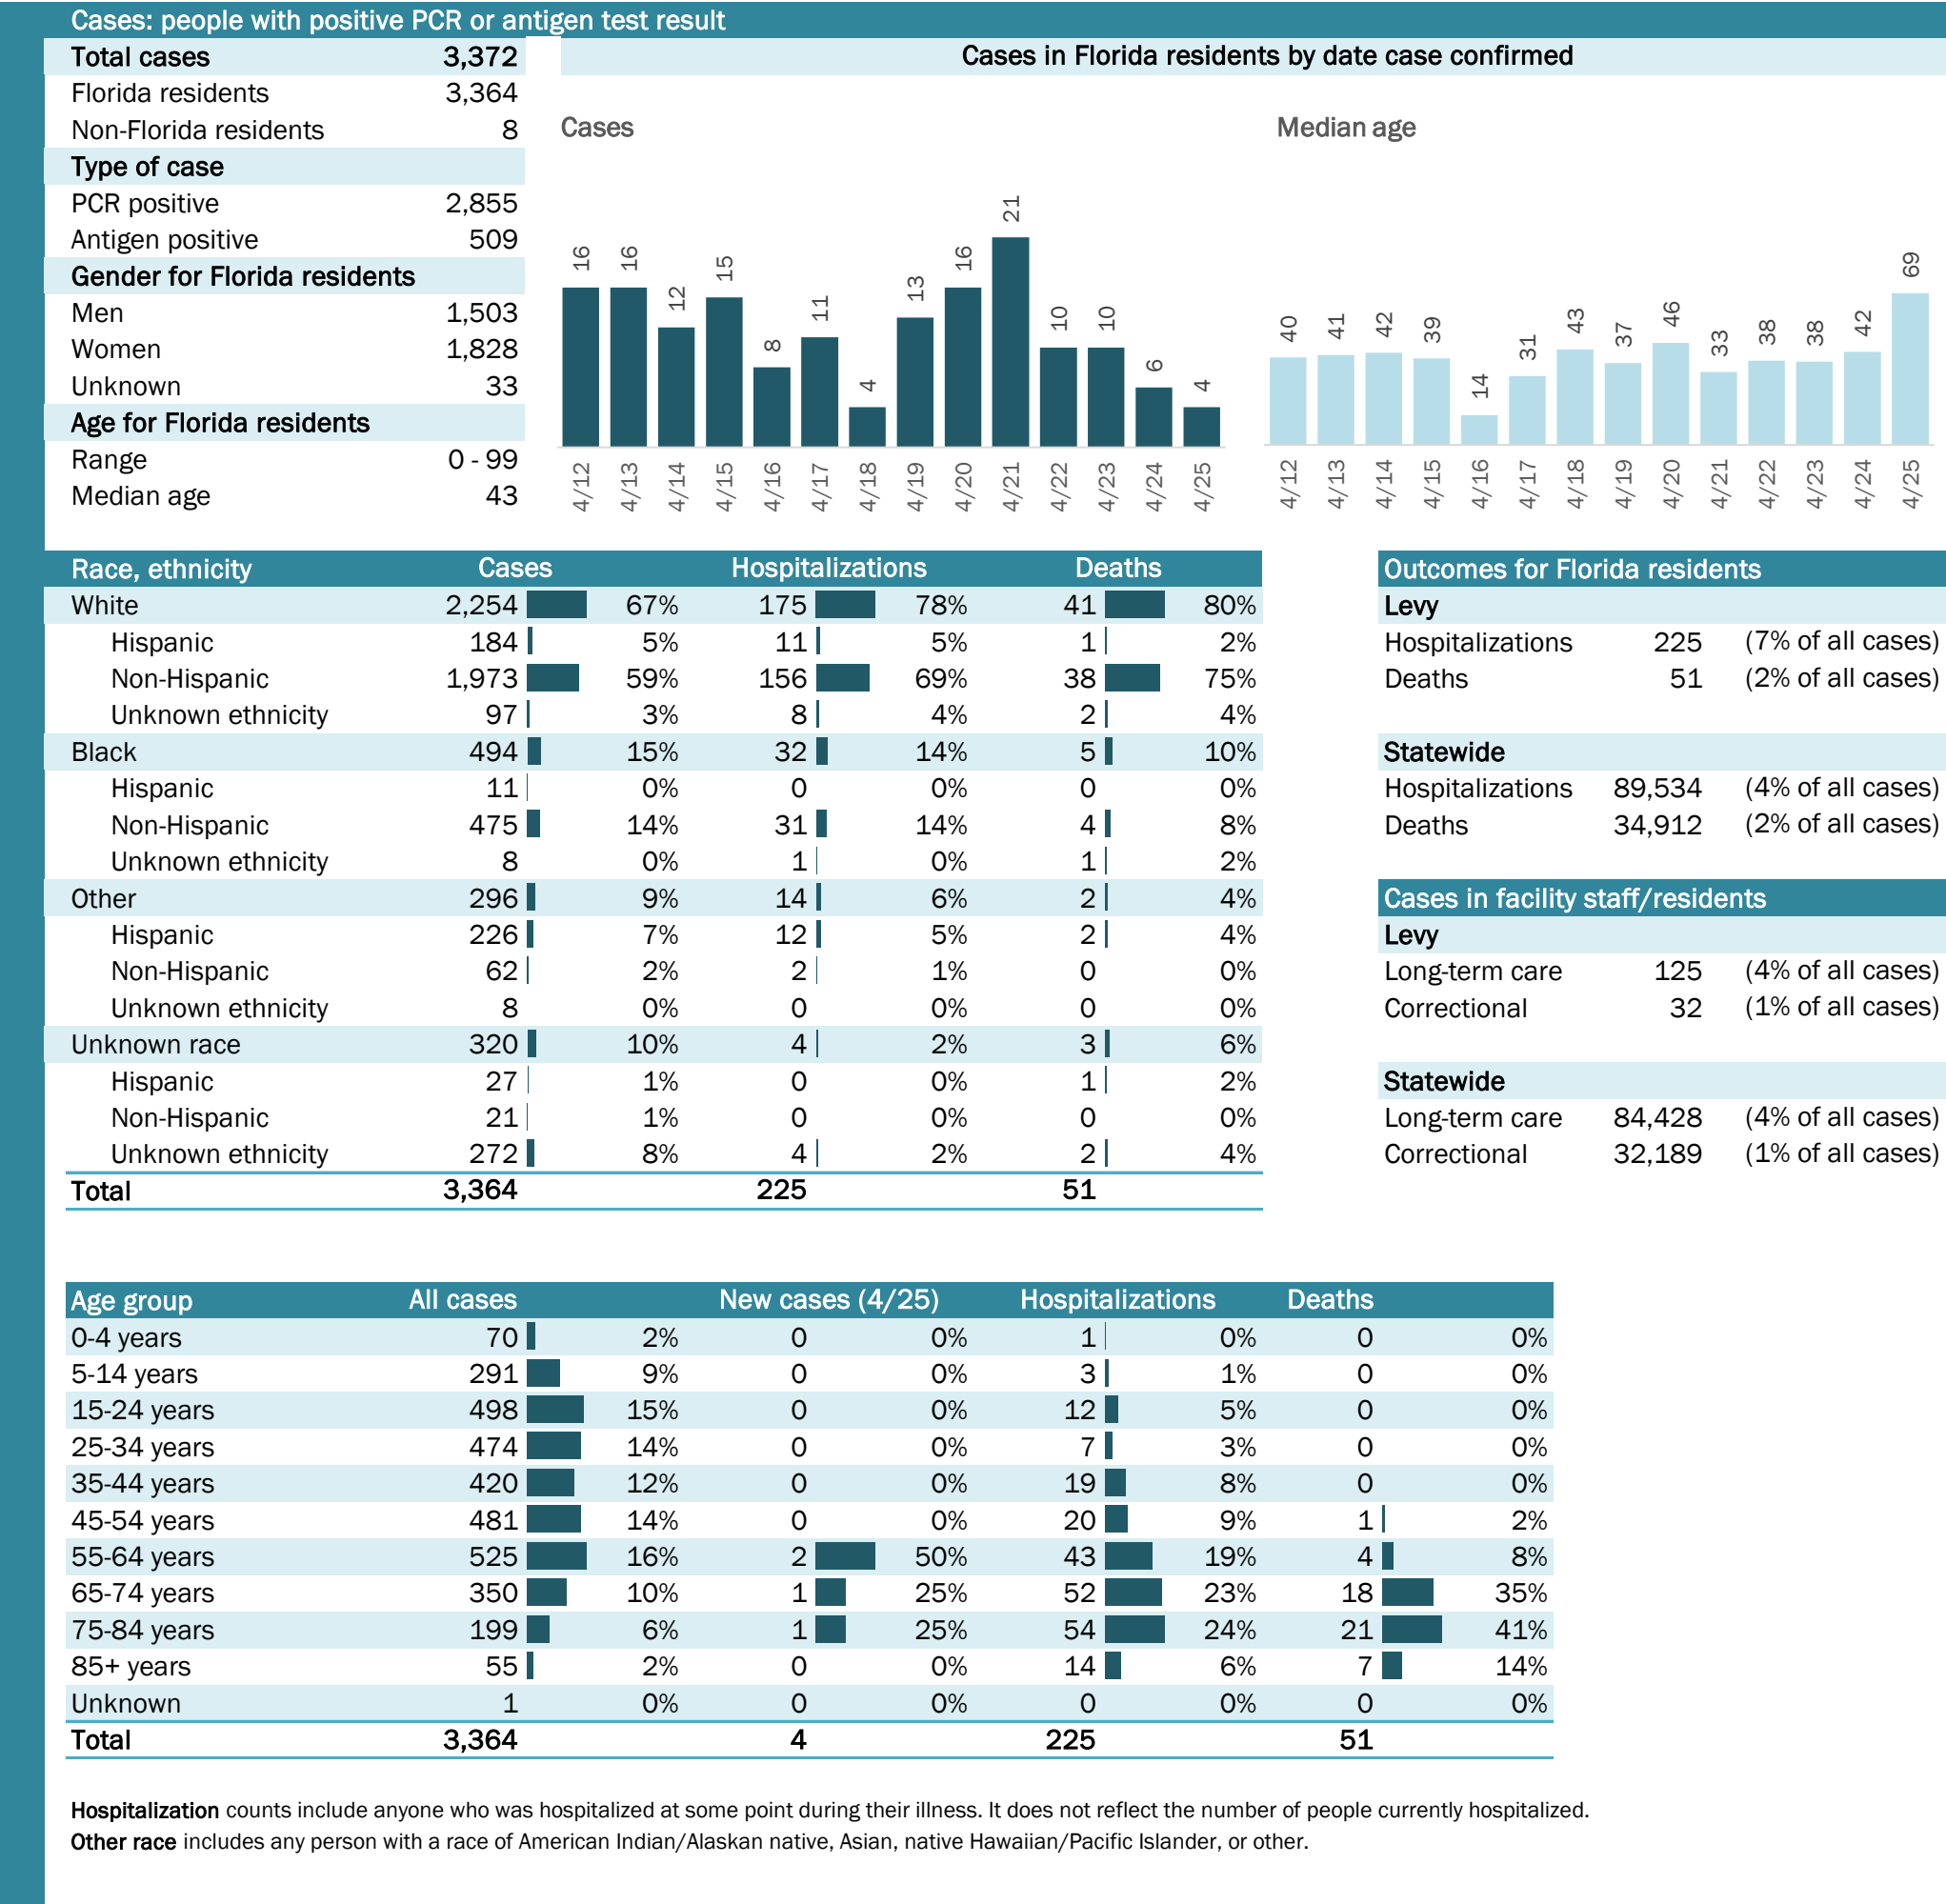 Cases: people with positive PCR or antigen test result
Total cases 3,372
Florida residents 3,364
Non-Florida residents 8
Type of case
PCR positive 2,855
Antigen positive 509
Gender for Florida residents
Men 1,503
Women 1,828
Unknown 33
Age for Florida residents
Range 0 - 99
Median age 43
Cases in Florida residents by date case confirmed
Cases
16 16 12 15 8 11 4 13 16 21 10 10 6 4
4/12 4/13 4/14 4/15 4/16 4/17 4/18 4/19 4/20 4/21 4/22 4/23 4/24 4/25
Median age
40 41 42 39 14 31 43 37 46 33 38 38 42 69
4/12 4/13 4/14 4/15 4/16 4/17 4/18 4/19 4/20 4/21 4/22 4/23 4/24 4/25
Race, ethnicity Cases Hospitalizations Deaths
White 2,254 67% 175 78% 41 80%
Hispanic 184 5% 11 5% 1 2%
Non-Hispanic 1,973 59% 156 69% 38 75%
Unknown ethnicity 97 3% 8 4% 2 4%
Black 494 15% 32 14% 5 10%
Hispanic 11 0% 0 0% 0 0%
Non-Hispanic 475 14% 31 14% 4 8%
Unknown ethnicity 8 0% 1 0% 1 2%
Other 296 9% 14 6% 2 4%
Hispanic 226 7% 12 5% 2 4%
Non-Hispanic 62 2% 2 1% 0 0%
Unknown ethnicity 8 0% 0 0% 0 0%
Unknown race 320 10% 4 2% 3 6%
Hispanic 27 1% 0 0% 1 2%
Non-Hispanic 21 1% 0 0% 0 0%
Unknown ethnicity 272 8% 4 2% 2 4%
Total 3,364 225 51
Outcomes for Florida residents
Levy
Hospitalizations 225 (7% of all cases)
Deaths 51 (2% of all cases)
Statewide
Hospitalizations 89,534 (4% of all cases)
Deaths 34,912 (2% of all cases)
Cases in facility staff/residents
Levy
Long-term care 125 (4% of all cases)
Correctional 32 (1% of all cases)
Statewide
Long-term care 84,428 (4% of all cases)
Correctional 32,189 (1% of all cases)
Age group All cases New cases (4/25) Hospitalizations Deaths
0-4 years 70 2% 0 0% 1 0% 0 0%
5-14 years 291 9% 0 0% 3 1% 0 0%
15-24 years 498 15% 0 0% 12 5% 0 0%
25-34 years 474 14% 0 0% 7 3% 0 0%
35-44 years 420 12% 0 0% 19 8% 0 0%
45-54 years 481 14% 0 0% 20 9% 1 2%
55-64 years 525 16% 2 50% 43 19% 4 8%
65-74 years 350 10% 1 25% 52 23% 18 35%
75-84 years 199 6% 1 25% 54 24% 21 41%
85+ years 55 2% 0 0% 14 6% 7 14%
Unknown 1 0% 0 0% 0 0% 0 0%
Total 3,364 4 225 51
Hospitalization counts include anyone who was hospitalized at some point during their illness. It does not reflect the number of people currently hospitalized.
Other race includes any person with a race of American Indian/Alaskan native, Asian, native Hawaiian/Pacific Islander, or other.